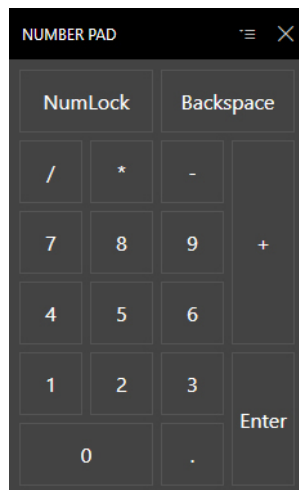 NUMBER PAD
NumLock Backspace
/ * -
7 8 9 +
4 5 6
1 2 3
Enter
0 .